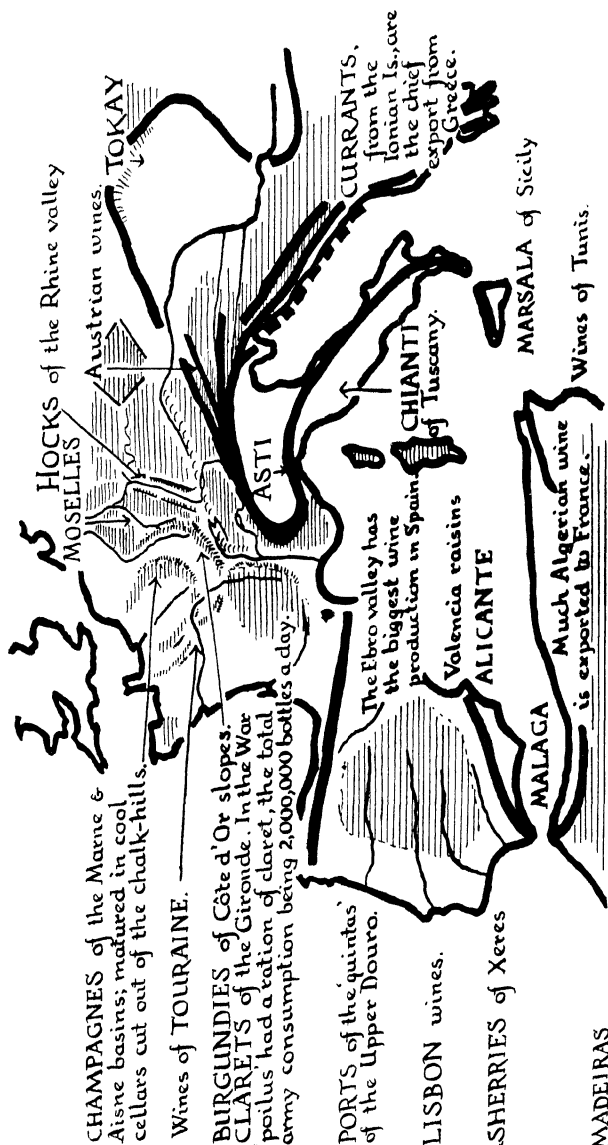 HOCKS of the Rhine valley
MOSELLES
Austrian wines.
TOKAY
CHAMPAGNES of the Marne &
Aisne basins; matured in cool
cellars cut out of the chalk-hills.
Wines of TOURAINE.
BURGUNDIES of Côte d'Or slopes.
CLARETS of the Gironde. In the War
'poilus' had a ration of claret, the total
army consumption being 2,000,000 bottles a day.
ASTI
CURRANTS,
from the
Ionian Is., are
the chief
export from
Greece.
CHIANTI
of Tuscany.
MARSALA of Sicily
The Ebro valley has
the biggest wine
production in Spain.
Valencia raisins
ALICANTE
MALAGA
PORTS of the 'quintas'
of the Upper Douro.
LISBON wines.
SHERRIES of Xeres
MADEIRAS
Much Algerian wine
is exported to France.
Wines of Tunis.